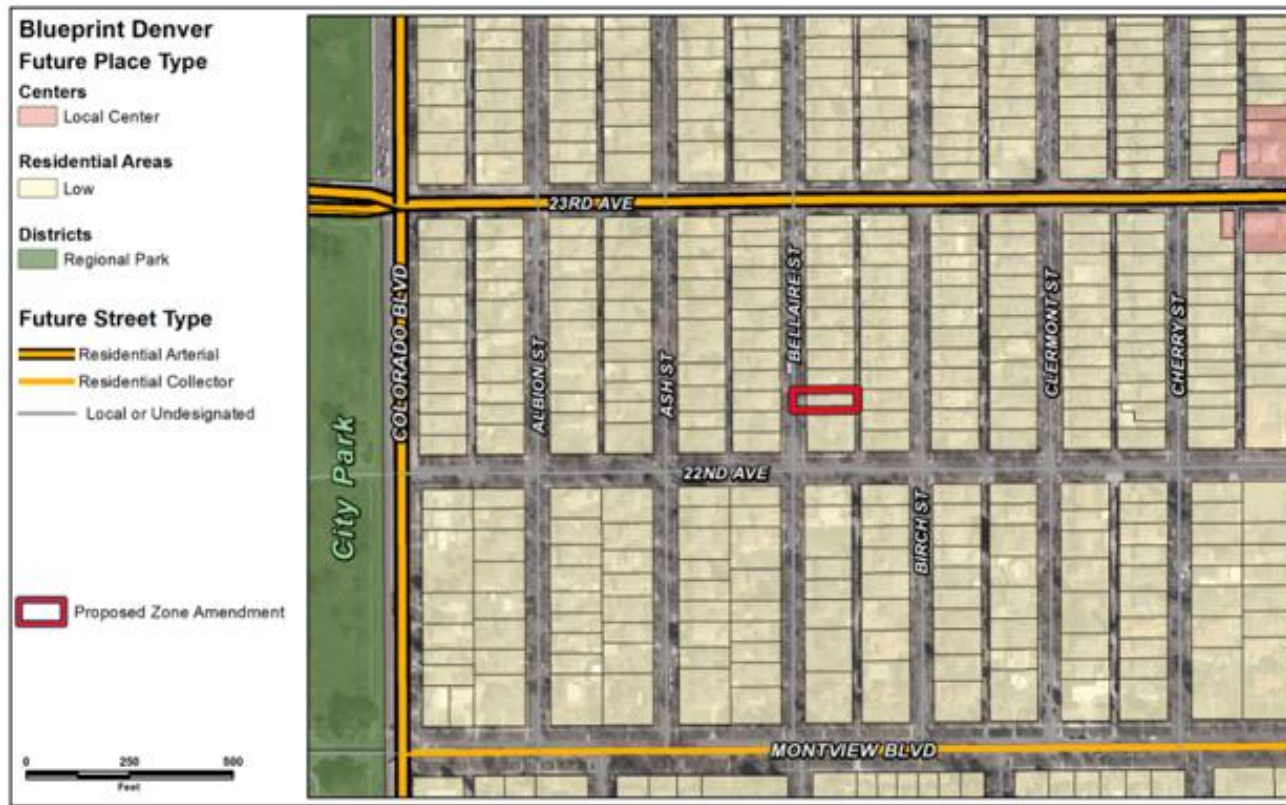 Blueprint Denver
Future Place Type
Centers
Local Center
Residential Areas
Low
Districts
Regional Park
Future Street Type
Residential Arterial
Residential Collector
Local or Undesignated
Proposed Zone Amendment
0 250 500
Feet
23RD AVE
COLORADO BLVD
ALBION ST
ASH ST
BELLAIRE ST
CLERMONT ST
CHERRY ST
City Park
22ND AVE
BIRCH ST
MONTVIEW BLVD